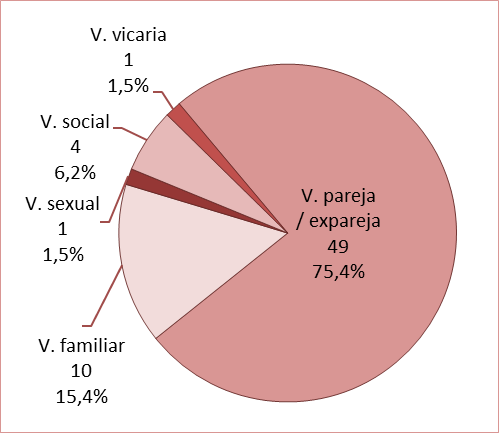 V. vicaria
1
1,5%
V. social
4
6,2%
V. sexual
1
1,5%
V. familiar
10
15,4%
V. pareja
/ expareja
49
75,4%